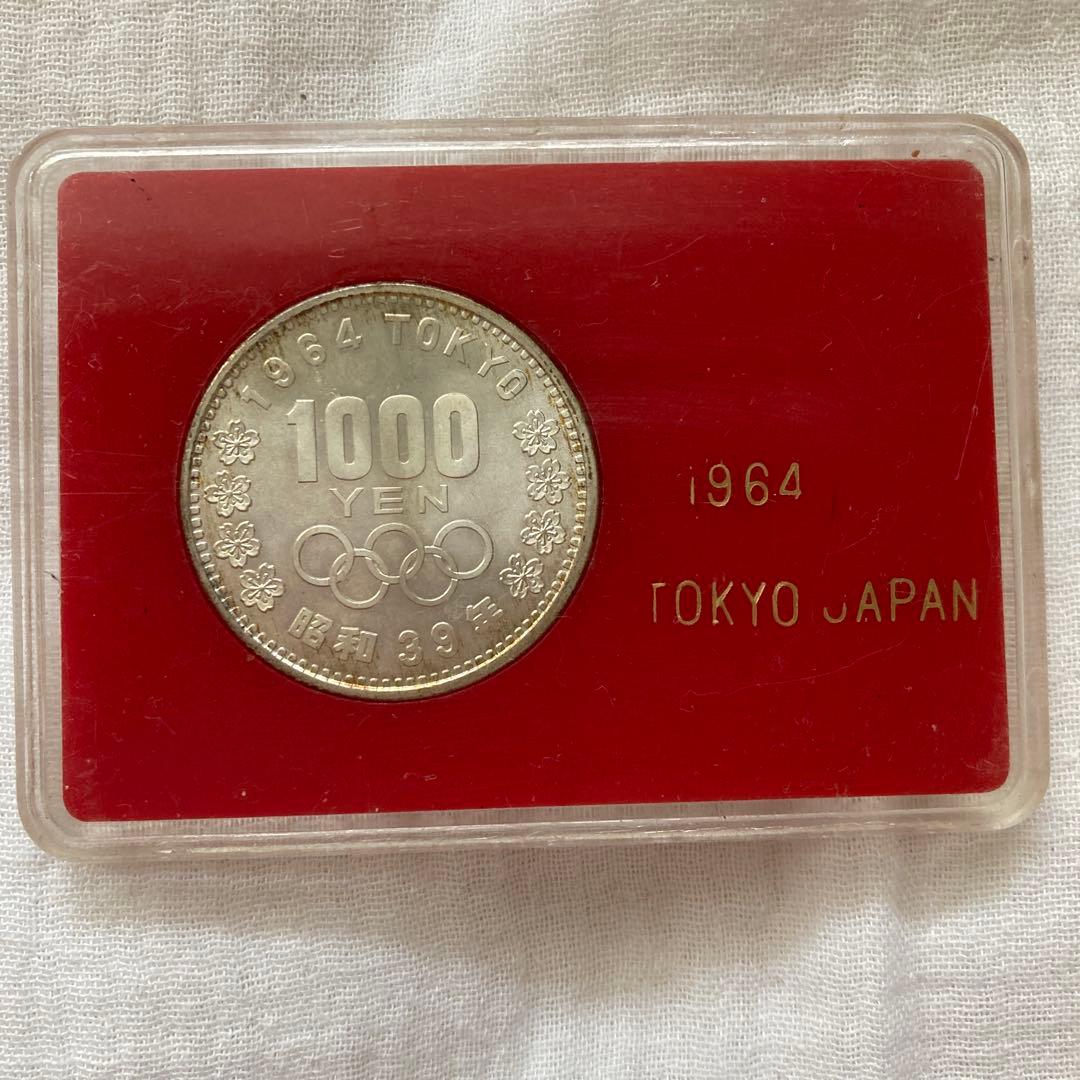 1964 TOKYO
1000
YEN
昭和 39 年
1964
TOKYO JAPAN